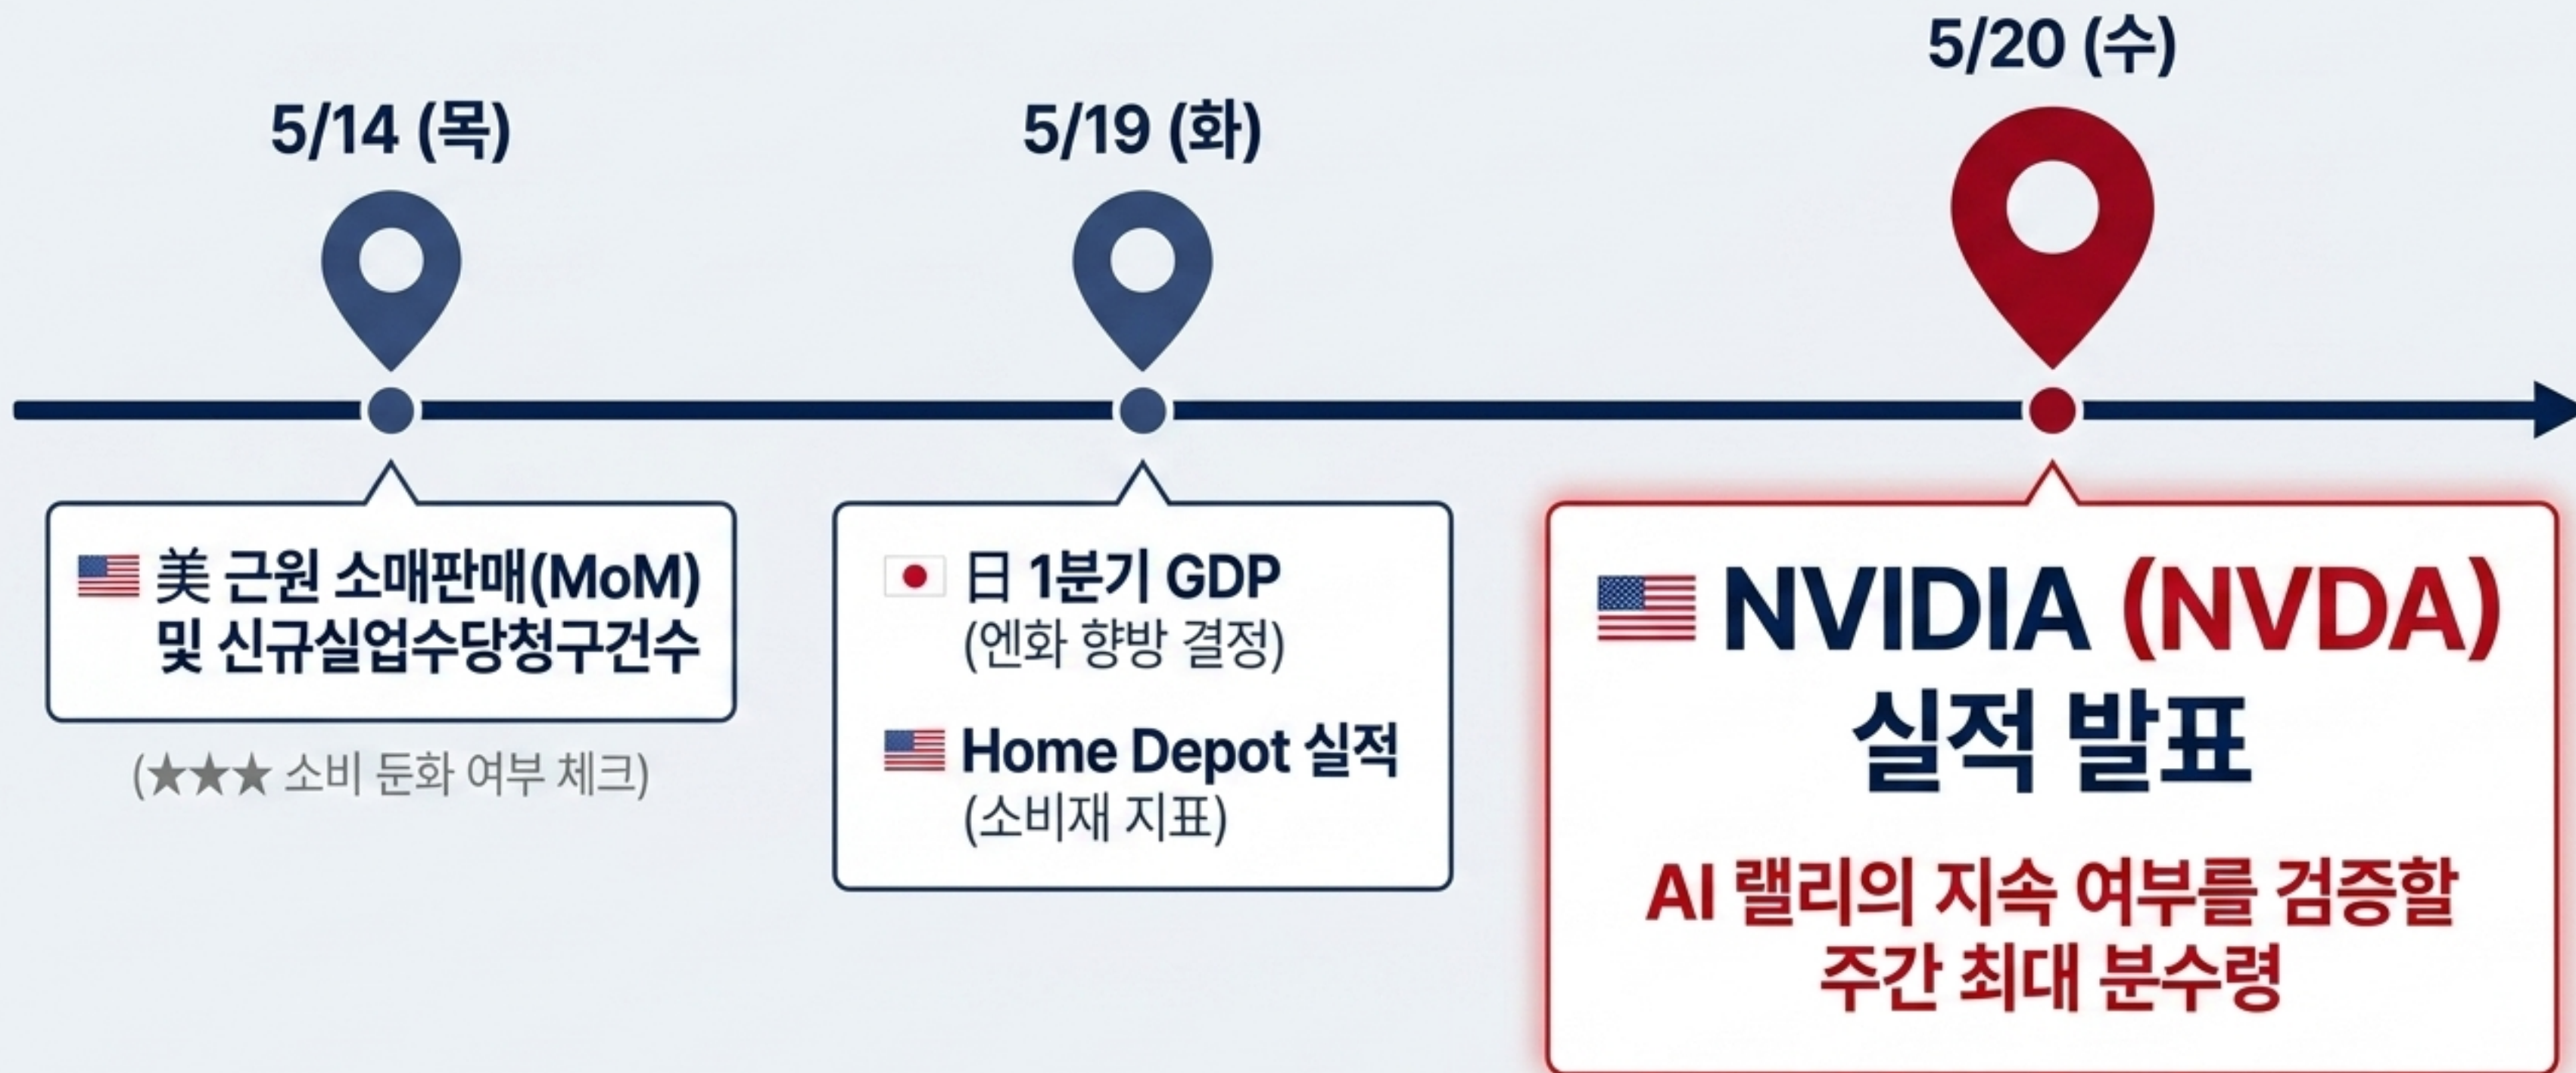 5/14 (목)
美 근원 소매판매(MoM)
및 신규실업수당청구건수
(★★★ 소비 둔화 여부 체크)
5/19 (화)
日 1분기 GDP
(엔화 향방 결정)
Home Depot 실적
(소비재 지표)
5/20 (수)
NVIDIA (NVDA)
실적 발표
AI 랠리의 지속 여부를 검증할
주간 최대 분수령